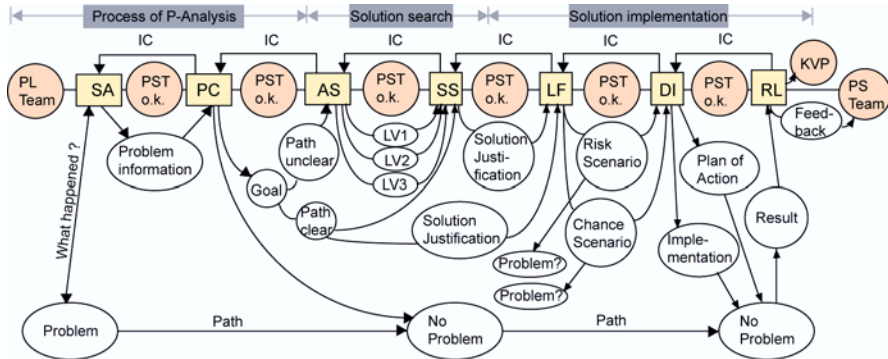 Process of P-Analysis
Solution search
Solution implementation
IC
IC
IC
IC
IC
IC
PL
Team
SA
PST
o.k.
PC
PST
o.k.
AS
PST
o.k.
SS
PST
o.k.
LF
PST
o.k.
DI
PST
o.k.
RL
KVP
PS
Team
Feed-
back
What happened ?
Problem
information
Goal
Path
unclear
Path
clear
LV1
LV2
LV3
Solution
Justi-
fication
Solution
Justification
Risk
Scenario
Chance
Scenario
Problem?
Problem?
Plan of
Action
Imple-
mentation
Result
Problem
Path
No
Problem
Path
No
Problem